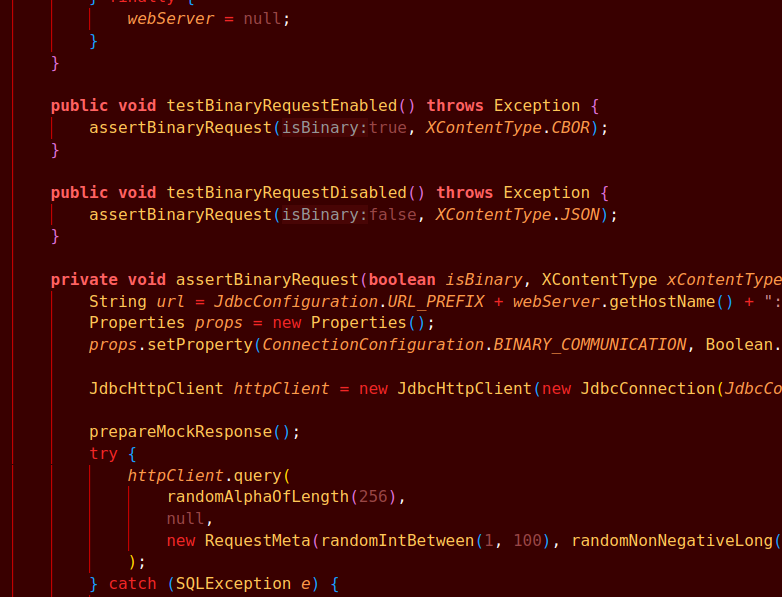 } finally {
webServer = null;
}
}
public void testBinaryRequestEnabled() throws Exception {
assertBinaryRequest(isBinary:true, XContentType.CBOR);
}
public void testBinaryRequestDisabled() throws Exception {
assertBinaryRequest(isBinary:false, XContentType.JSON);
}
private void assertBinaryRequest(boolean isBinary, XContentType xContentType
String url = JdbcConfiguration.URL_PREFIX + webServer.getHostName() + ":
Properties props = new Properties();
props.setProperty(ConnectionConfiguration.BINARY_COMMUNICATION, Boolean.
JdbcHttpClient httpClient = new JdbcHttpClient(new JdbcConnection(JdbcCo
prepareMockResponse();
try {
httpClient.query(
randomAlphaOfLength(256),
null,
new RequestMeta(randomIntBetween(1, 100), randomNonNegativeLong(
);
} catch (SQLException e) {